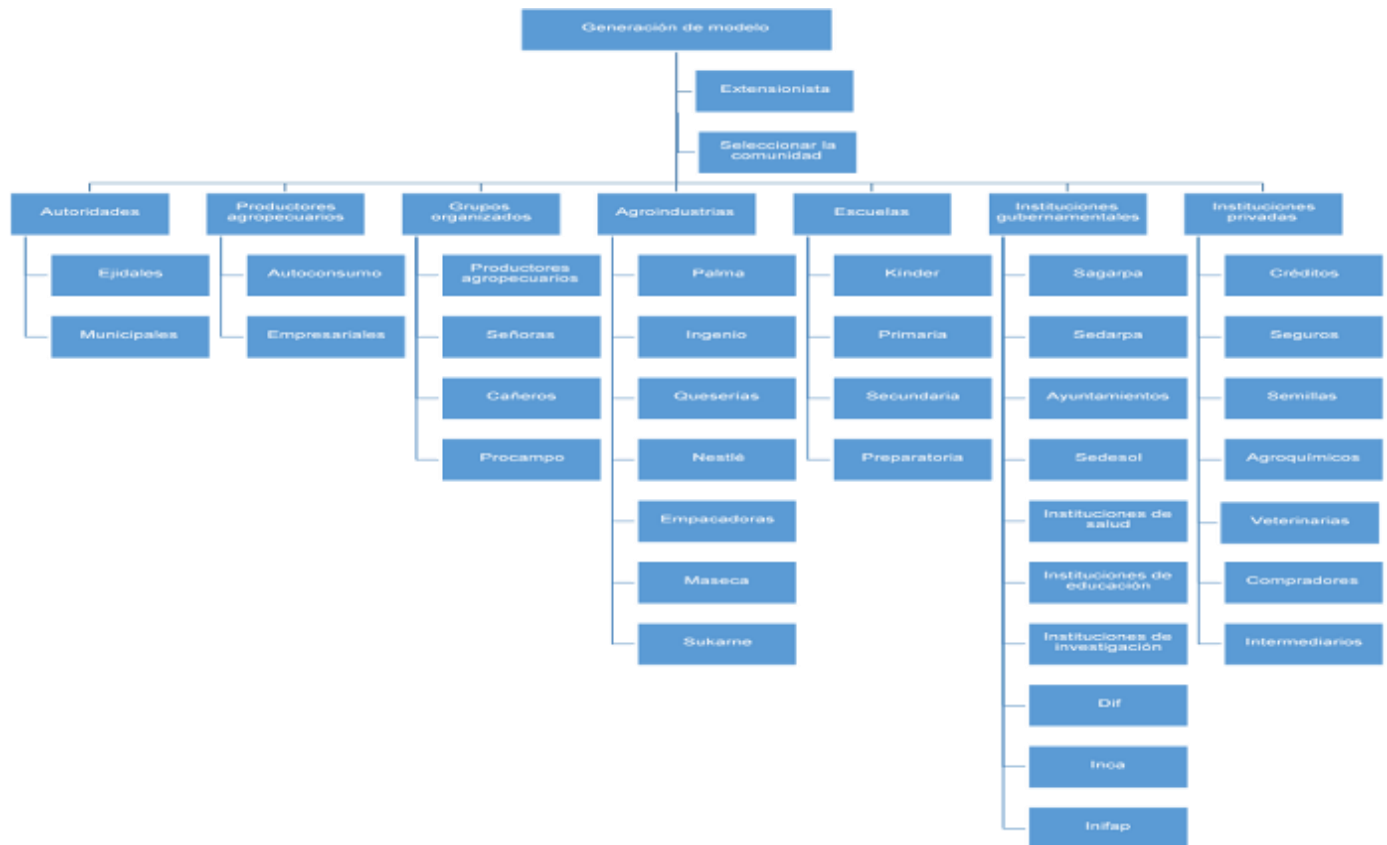 Generación de modelo
Extensionista
Seleccionar la
comunidad
Autoridades
Ejidales
Municipales
Productores
agropecuarios
Autoconsumo
Empresariales
Grupos
organizados
Productores
agropecuarios
Señoras
Cañeros
Procampo
Agroindustrias
Palma
Ingenio
Queserías
Nestlé
Empacadoras
Maseca
Sukarne
Escuelas
Kínder
Primaria
Secundaria
Preparatoria
Instituciones
gubernamentales
Sagarpa
Sedarpa
Ayuntamientos
Sedesol
Instituciones de
salud
Instituciones de
educación
Instituciones de
investigación
Dif
Inca
Inifap
Instituciones
privadas
Créditos
Seguros
Semillas
Agroquímicos
Veterinarias
Compradores
Intermediarios